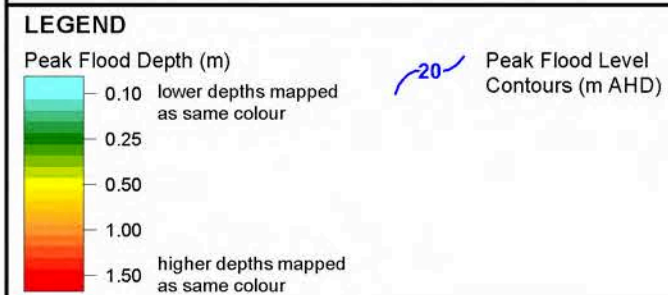 LEGEND
Peak Flood Depth (m)
0.10 lower depths mapped
as same colour
0.25
0.50
1.00
1.50 higher depths mapped
as same colour
20
Peak Flood Level
Contours (m AHD)